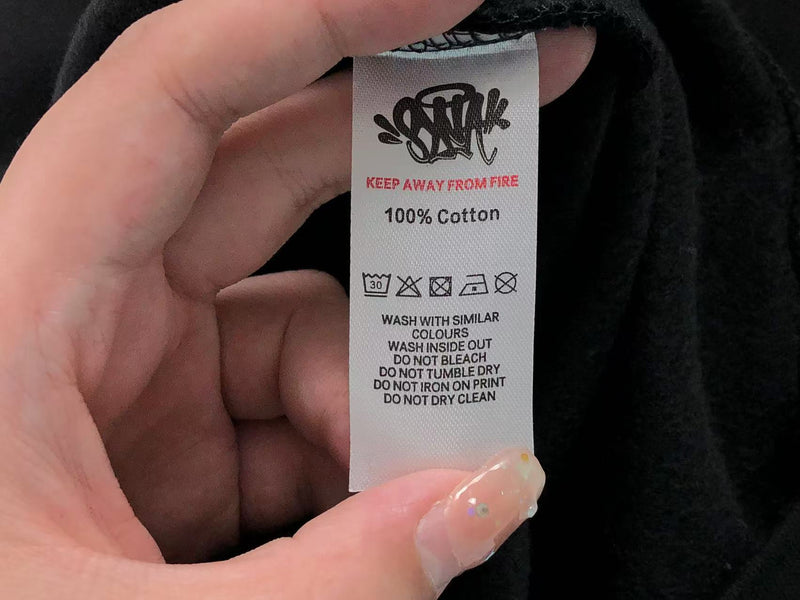 KEEP AWAY FROM FIRE
100% Cotton
30
WASH WITH SIMILAR
COLOURS
WASH INSIDE OUT
DO NOT BLEACH
DO NOT TUMBLE DRY
DO NOT IRON ON PRINT
DO NOT DRY CLEAN